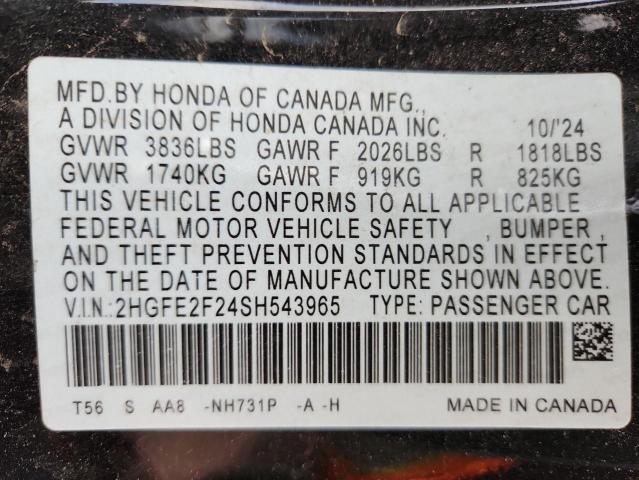 MFD.BY HONDA OF CANADA MFG.,
A DIVISION OF HONDA CANADA INC. 10/'24
GVWR 3836LBS GAWR F 2026LBS R 1818LBS
GVWR 1740KG GAWR F 919KG R 825KG
THIS VEHICLE CONFORMS TO ALL APPLICABLE
FEDERAL MOTOR VEHICLE SAFETY , BUMPER ,
AND THEFT PREVENTION STANDARDS IN EFFECT
ON THE DATE OF MANUFACTURE SHOWN ABOVE.
V.I.N.:2HGFE2F24SH543965 TYPE: PASSENGER CAR
T56 S AA8 -NH731P -A -H MADE IN CANADA